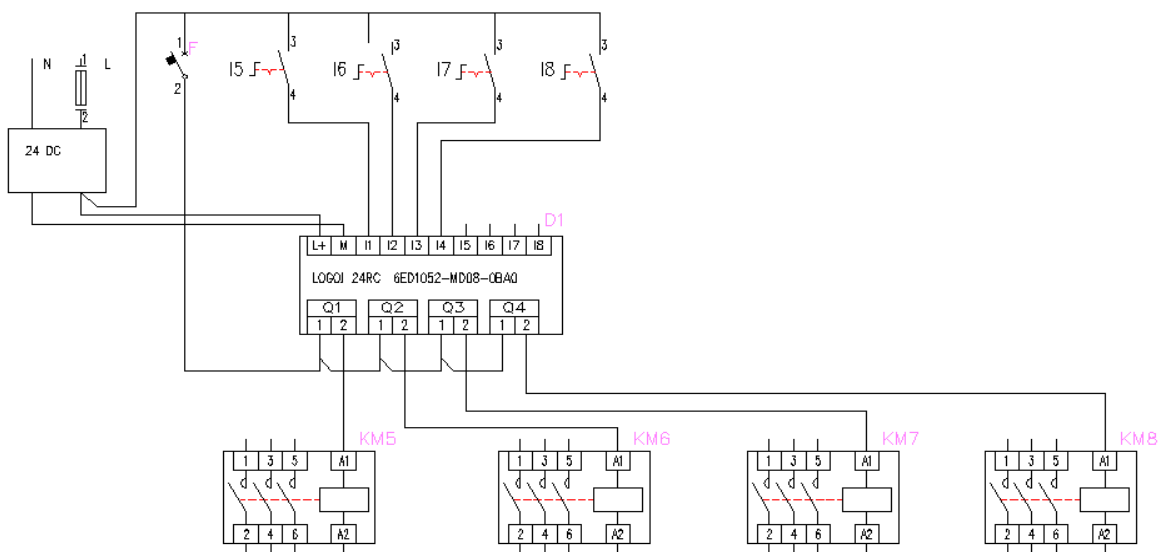 1 F
2
3
I5
4
3
I6
4
3
I7
4
3
I8
4
N 1 L
2
24 DC
D1
L+ M I1 I2 I3 I4 I5 I6 I7 I8
LOGO! 24RC 6ED1052-MD08-0BA0
Q1 Q2 Q3 Q4
1 2 1 2 1 2 1 2
KM5 KM6 KM7 KM8
1 3 5 A1 1 3 5 A1 1 3 5 A1 1 3 5 A1
2 4 6 A2 2 4 6 A2 2 4 6 A2 2 4 6 A2